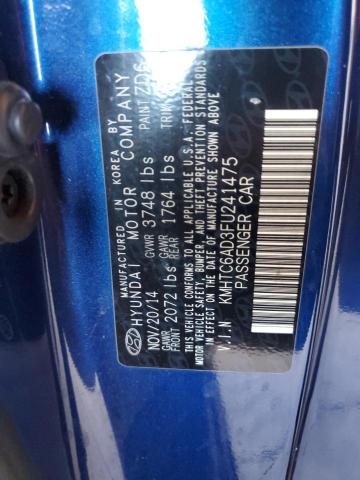 MANUFACTURED IN KOREA BY
HYUNDAI MOTOR COMPANY
NOV/20/14 GVWR 3748 lbs PAINT ZD6
GAWR FRONT 2072 lbs GAWR REAR 1764 lbs TRIM
THIS VEHICLE CONFORMS TO ALL APPLICABLE U.S.A. FEDERAL
MOTOR VEHICLE SAFETY, BUMPER, AND THEFT PREVENTION STANDARDS
IN EFFECT ON THE DATE OF MANUFACTURE SHOWN ABOVE
V.I.N KMHTC6AD3FU241475
PASSENGER CAR